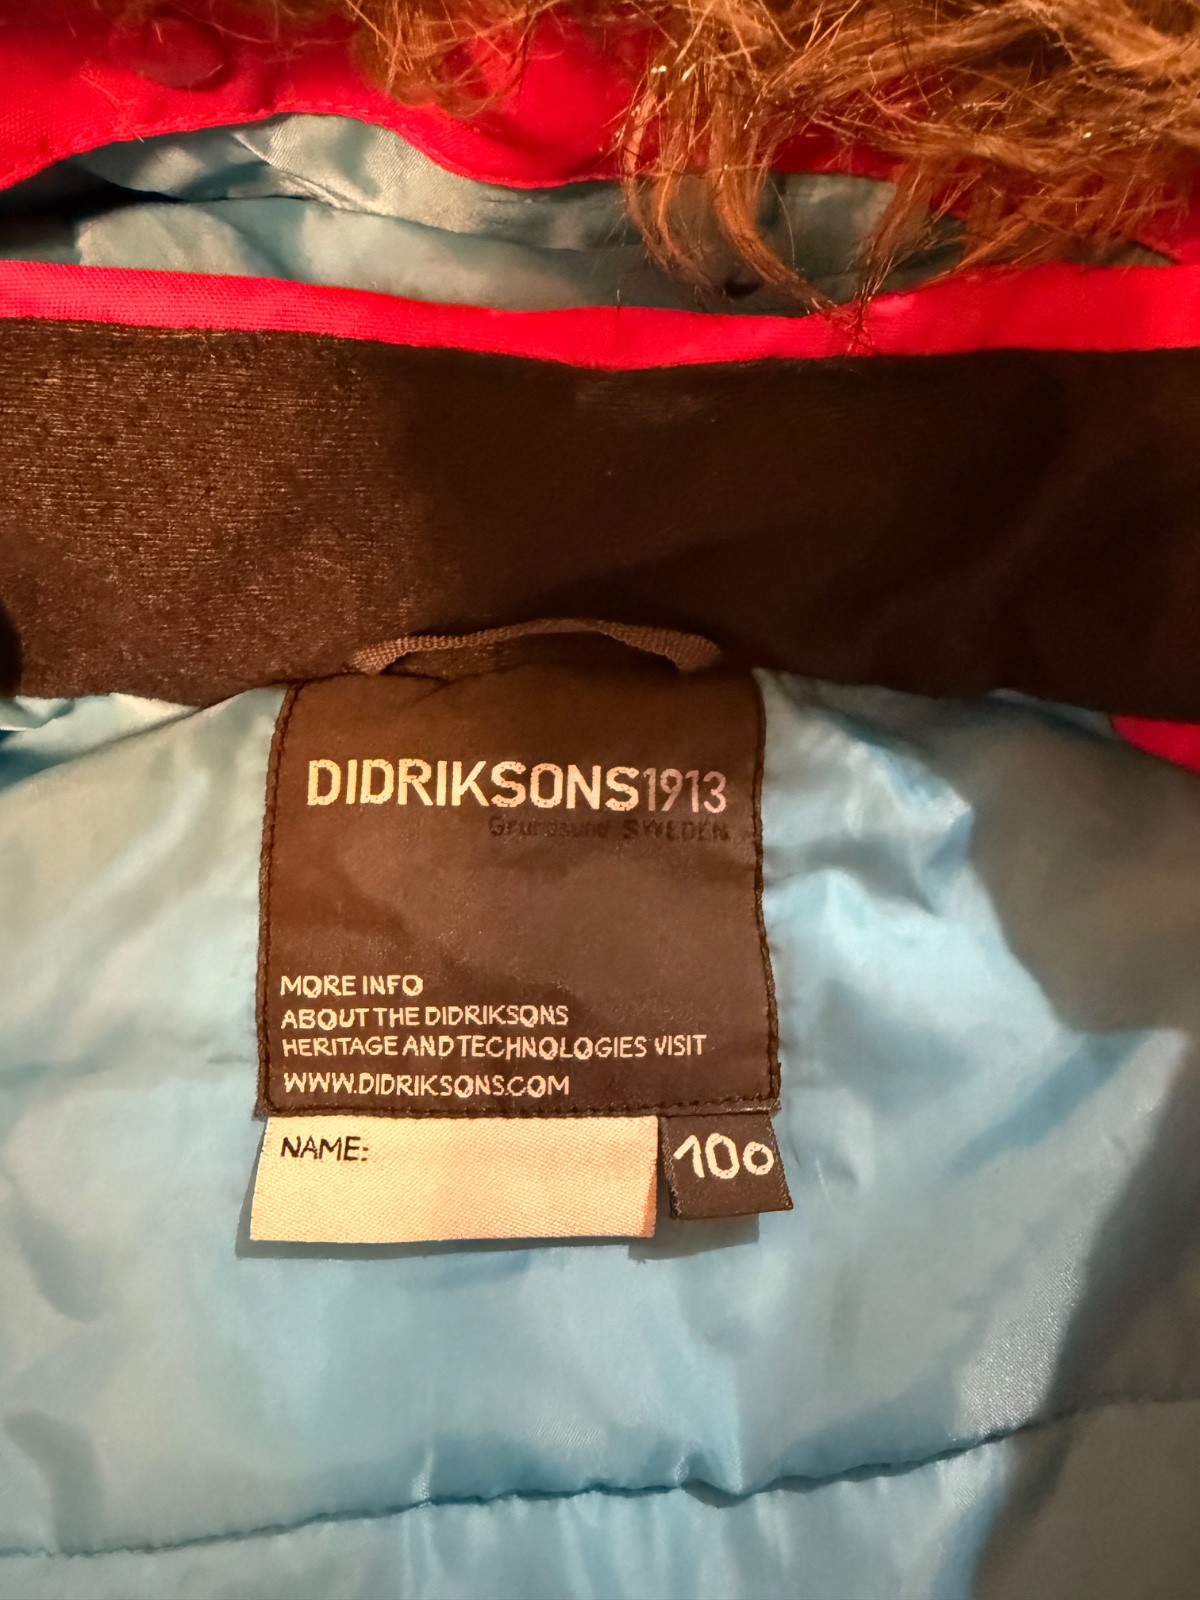 DIDRIKSONS1913
Grundsund SWEDEN
MORE INFO
ABOUT THE DIDRIKSONS
HERITAGE AND TECHNOLOGIES VISIT
WWW.DIDRIKSONS.COM
NAME:
100